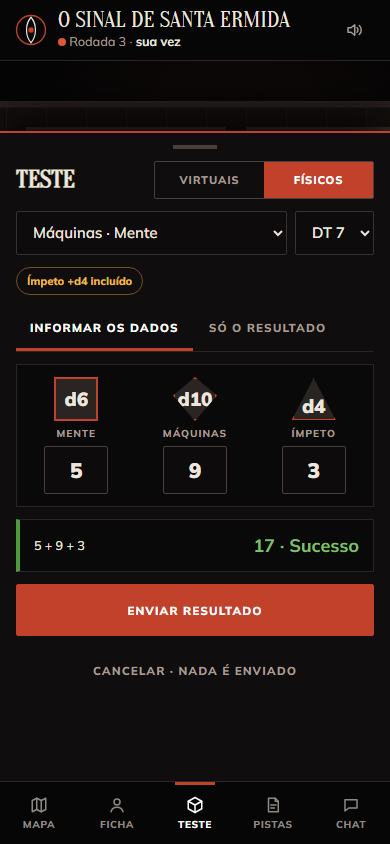 O SINAL DE SANTA ERMIDA
Rodada 3 · sua vez
TESTE
VIRTUAIS
FÍSICOS
Máquinas · Mente
DT 7
Ímpeto +d4 incluído
INFORMAR OS DADOS
SÓ O RESULTADO
d6
d10
d4
MENTE
MÁQUINAS
ÍMPETO
5
9
3
5 + 9 + 3
17 · Sucesso
ENVIAR RESULTADO
CANCELAR · NADA É ENVIADO
MAPA
FICHA
TESTE
PISTAS
CHAT